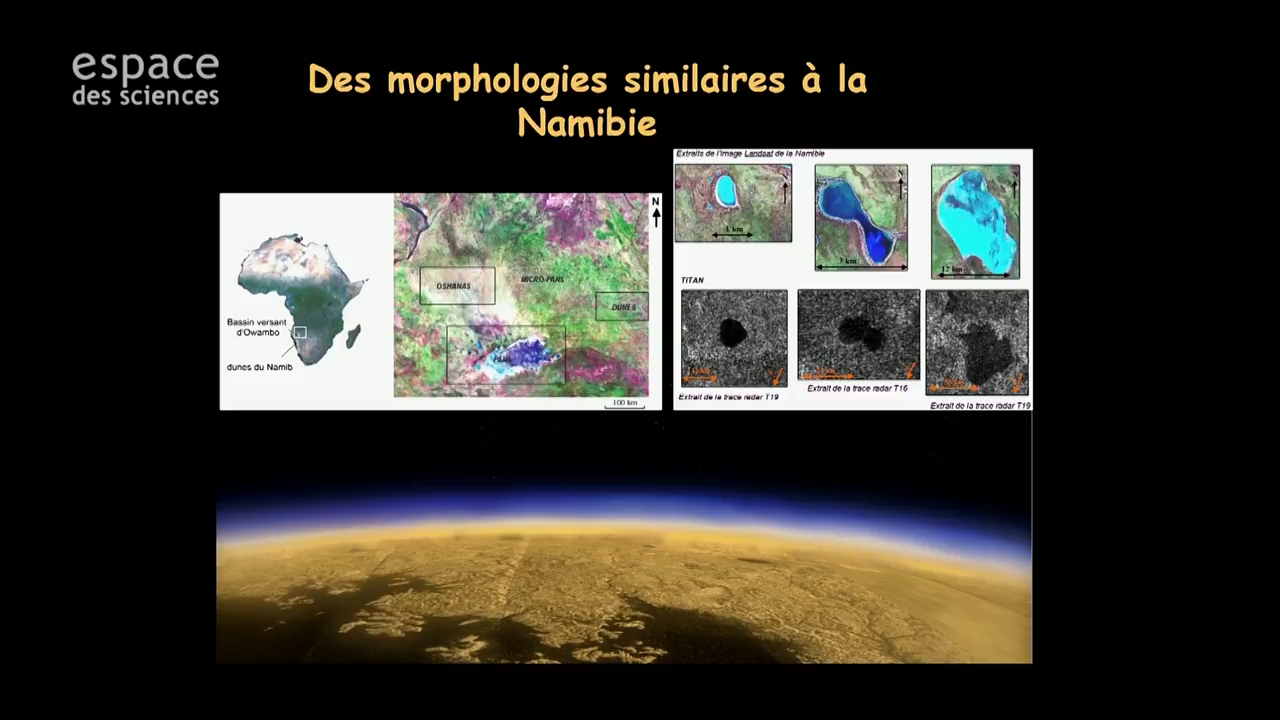 espace
des sciences
Des morphologies similaires à la
Namibie
Extraits de l'image Landsat de la Namibie
N
1 km
7 km
12 km
N
Bassin versant
d'Owambo
dunes du Namib
OSHANAS
MICRO-PANS
DUNES
PANS
100 km
TITAN
Extrait de la trace radar T19
Extrait de la trace radar T16
Extrait de la trace radar T19